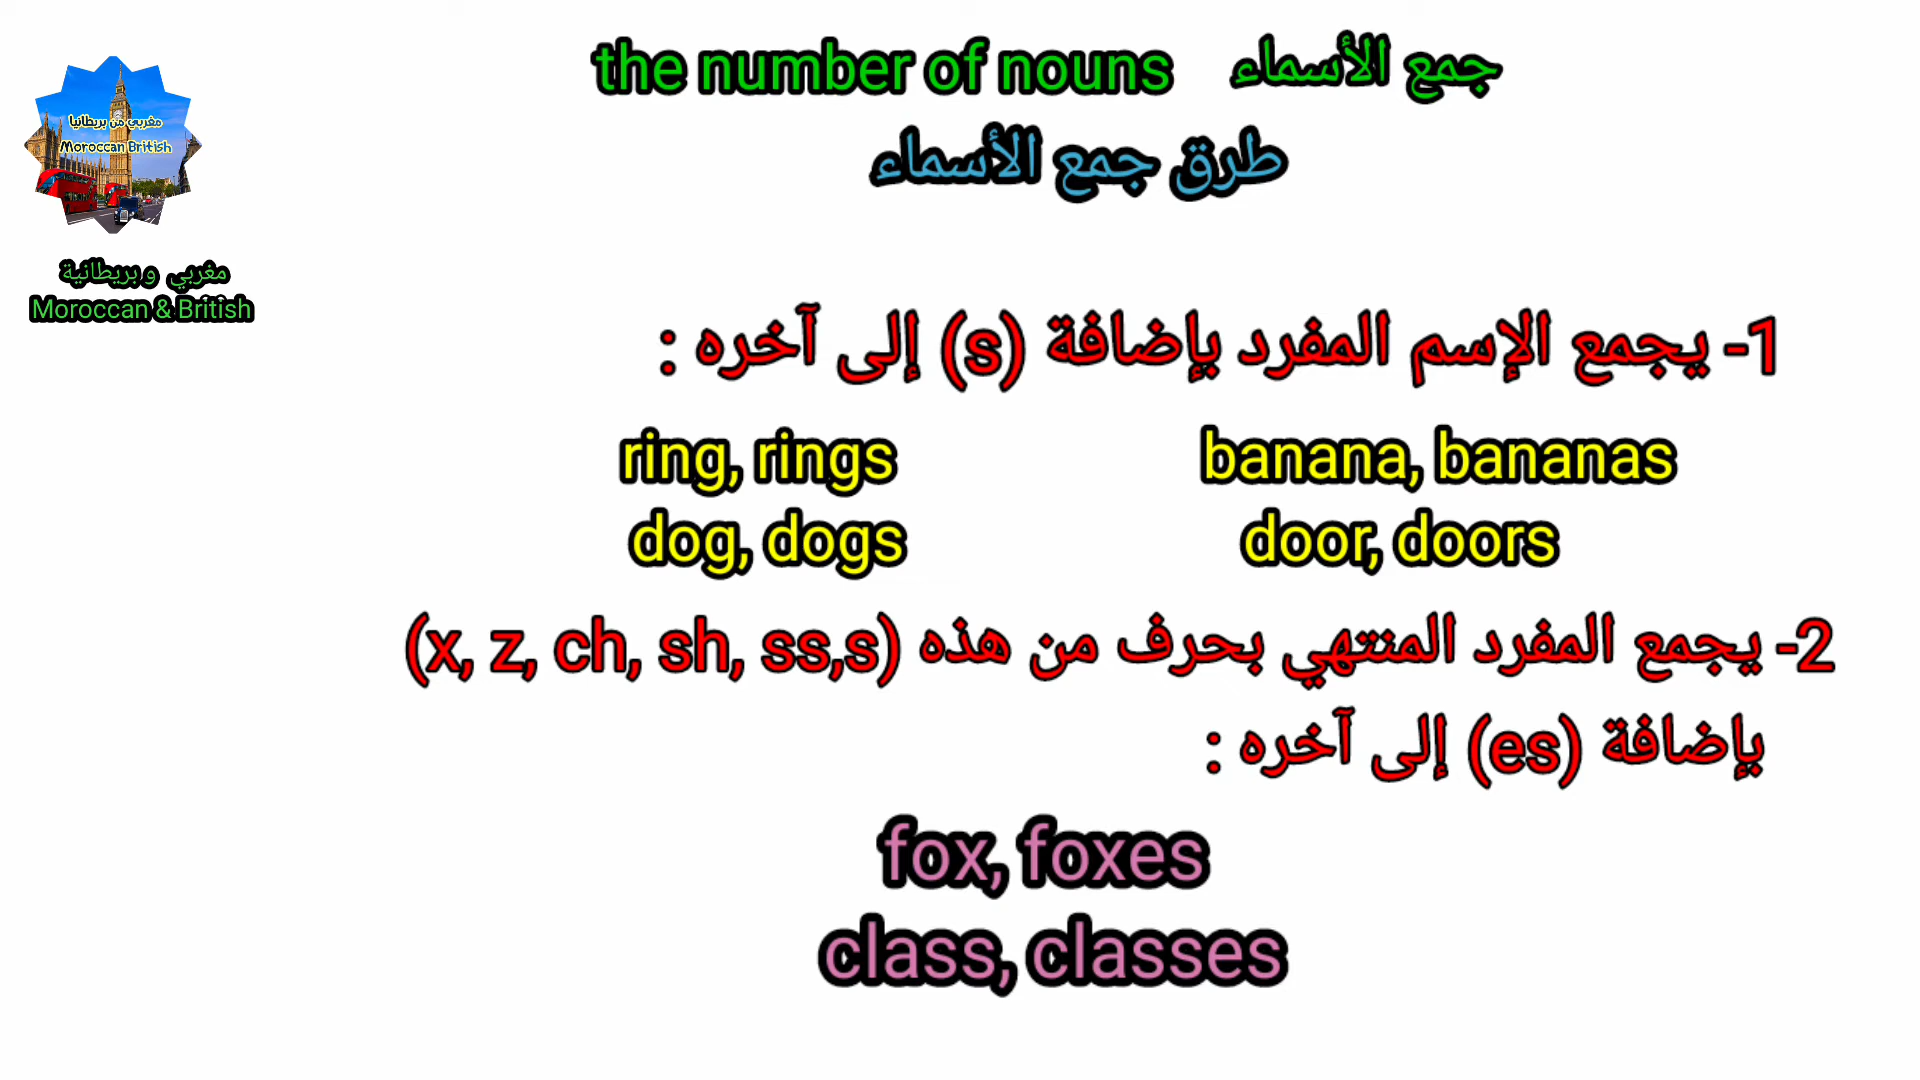 the number of nouns جمع الأسماء
طرق جمع الأسماء
مغربي من بريطانيا
Moroccan British
مغربي و بريطانية
Moroccan & British
1- يجمع الإسم المفرد بإضافة (s) إلى آخره :
ring, rings banana, bananas
dog, dogs door, doors
2- يجمع المفرد المنتهي بحرف من هذه (x, z, ch, sh, ss,s)
بإضافة (es) إلى آخره :
fox, foxes
class, classes